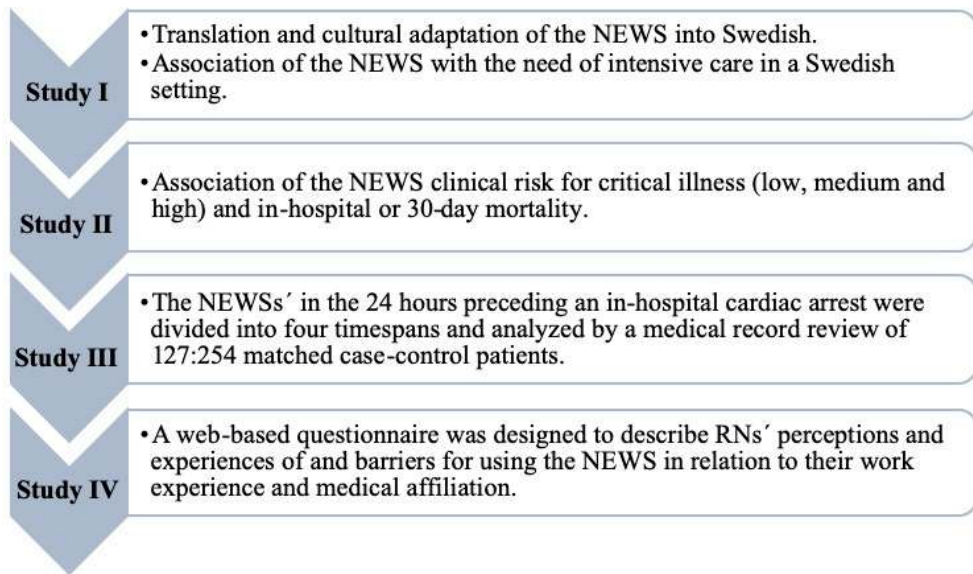 Study I
•Translation and cultural adaptation of the NEWS into Swedish.
•Association of the NEWS with the need of intensive care in a Swedish
setting.
Study II
•Association of the NEWS clinical risk for critical illness (low, medium and
high) and in-hospital or 30-day mortality.
Study III
•The NEWSs´ in the 24 hours preceding an in-hospital cardiac arrest were
divided into four timespans and analyzed by a medical record review of
127:254 matched case-control patients.
Study IV
•A web-based questionnaire was designed to describe RNs´ perceptions and
experiences of and barriers for using the NEWS in relation to their work
experience and medical affiliation.